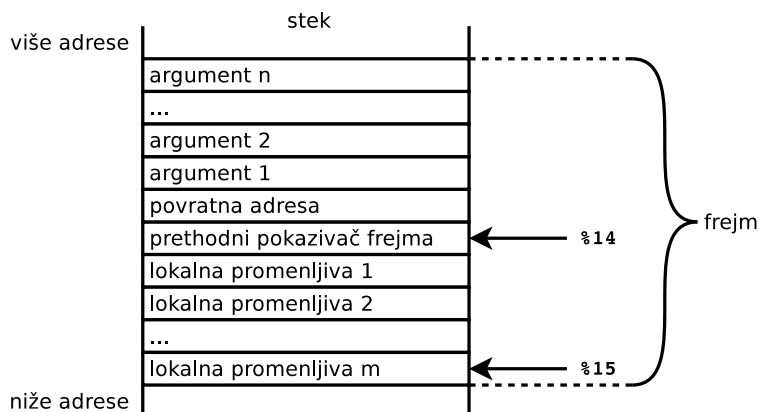 stek
više adrese
argument n
...
argument 2
argument 1
povratna adresa
prethodni pokazivač frejma
%14
frejm
lokalna promenljiva 1
lokalna promenljiva 2
...
lokalna promenljiva m
%15
niže adrese